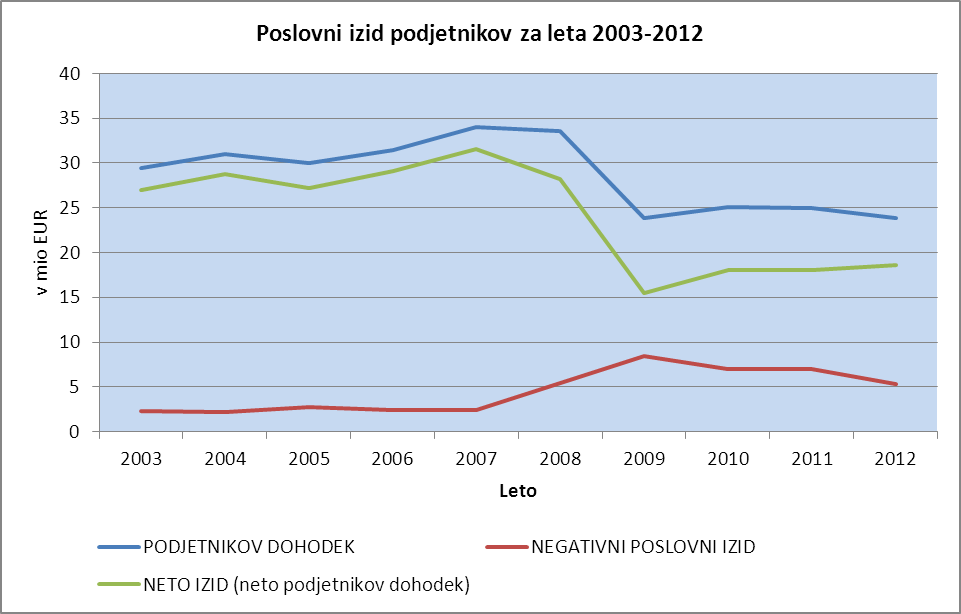 Poslovni izid podjetnikov za leta 2003-2012
40
35
30
25
20
15
10
5
0
v mio EUR
2003 2004 2005 2006 2007 2008 2009 2010 2011 2012
Leto
PODJETNIKOV DOHODEK NEGATIVNI POSLOVNI IZID
NETO IZID (neto podjetnikov dohodek)